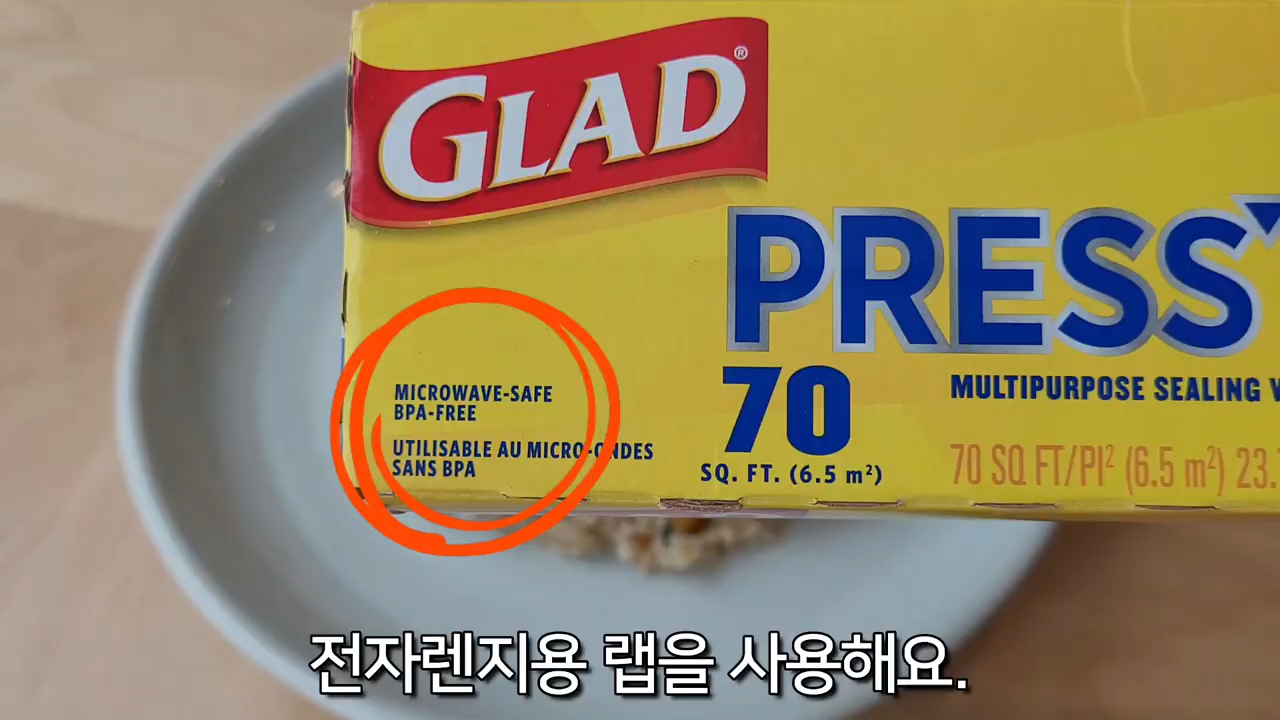 GLAD®
PRESS
MICROWAVE-SAFE
BPA-FREE
UTILISABLE AU MICRO-ONDES
SANS BPA
70
SQ. FT. (6.5 m²)
MULTIPURPOSE SEALING
70 SQ FT/PI² (6.5 m²) 23.
전자렌지용 랩을 사용해요.